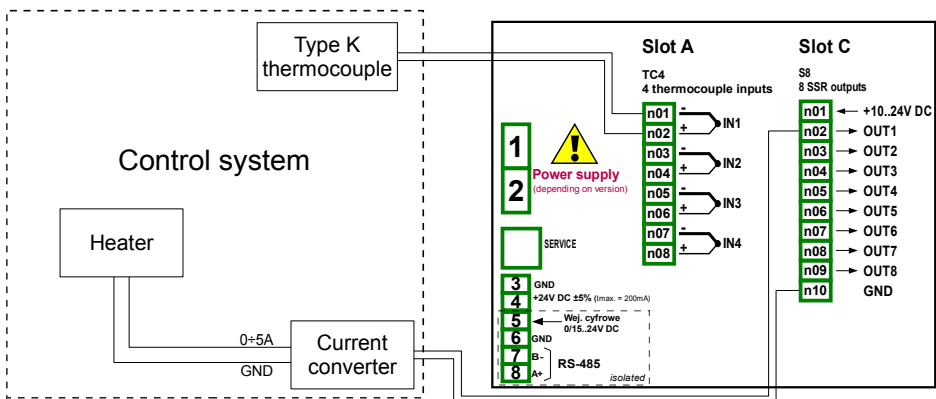 Control system
Type K
thermocouple
Heater
0÷5A
GND
Current
converter
1
2
Power supply
(depending on version)
SERVICE
3 GND
4 +24V DC ±5% (Imax. = 200mA)
5 Wej. cyfrowe
0/15..24V DC
6 GND
7 B-
8 A+
RS-485
isolated
Slot A
TC4
4 thermocouple inputs
n01 -
n02 + IN1
n03 -
n04 + IN2
n05 -
n06 + IN3
n07 -
n08 + IN4
Slot C
S8
8 SSR outputs
n01 +10..24V DC
n02 OUT1
n03 OUT2
n04 OUT3
n05 OUT4
n06 OUT5
n07 OUT6
n08 OUT7
n09 OUT8
n10 GND